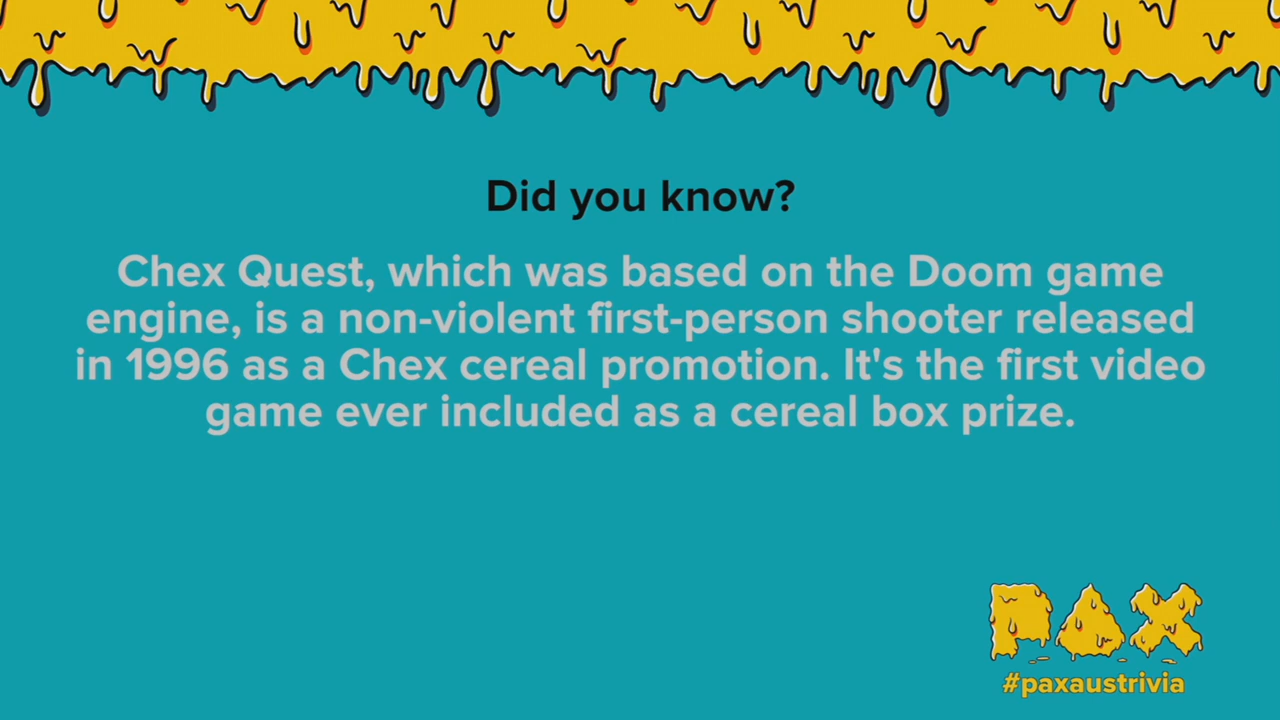 Did you know?
Chex Quest, which was based on the Doom game
engine, is a non-violent first-person shooter released
in 1996 as a Chex cereal promotion. It's the first video
game ever included as a cereal box prize.
PAX
#paxaustrivia